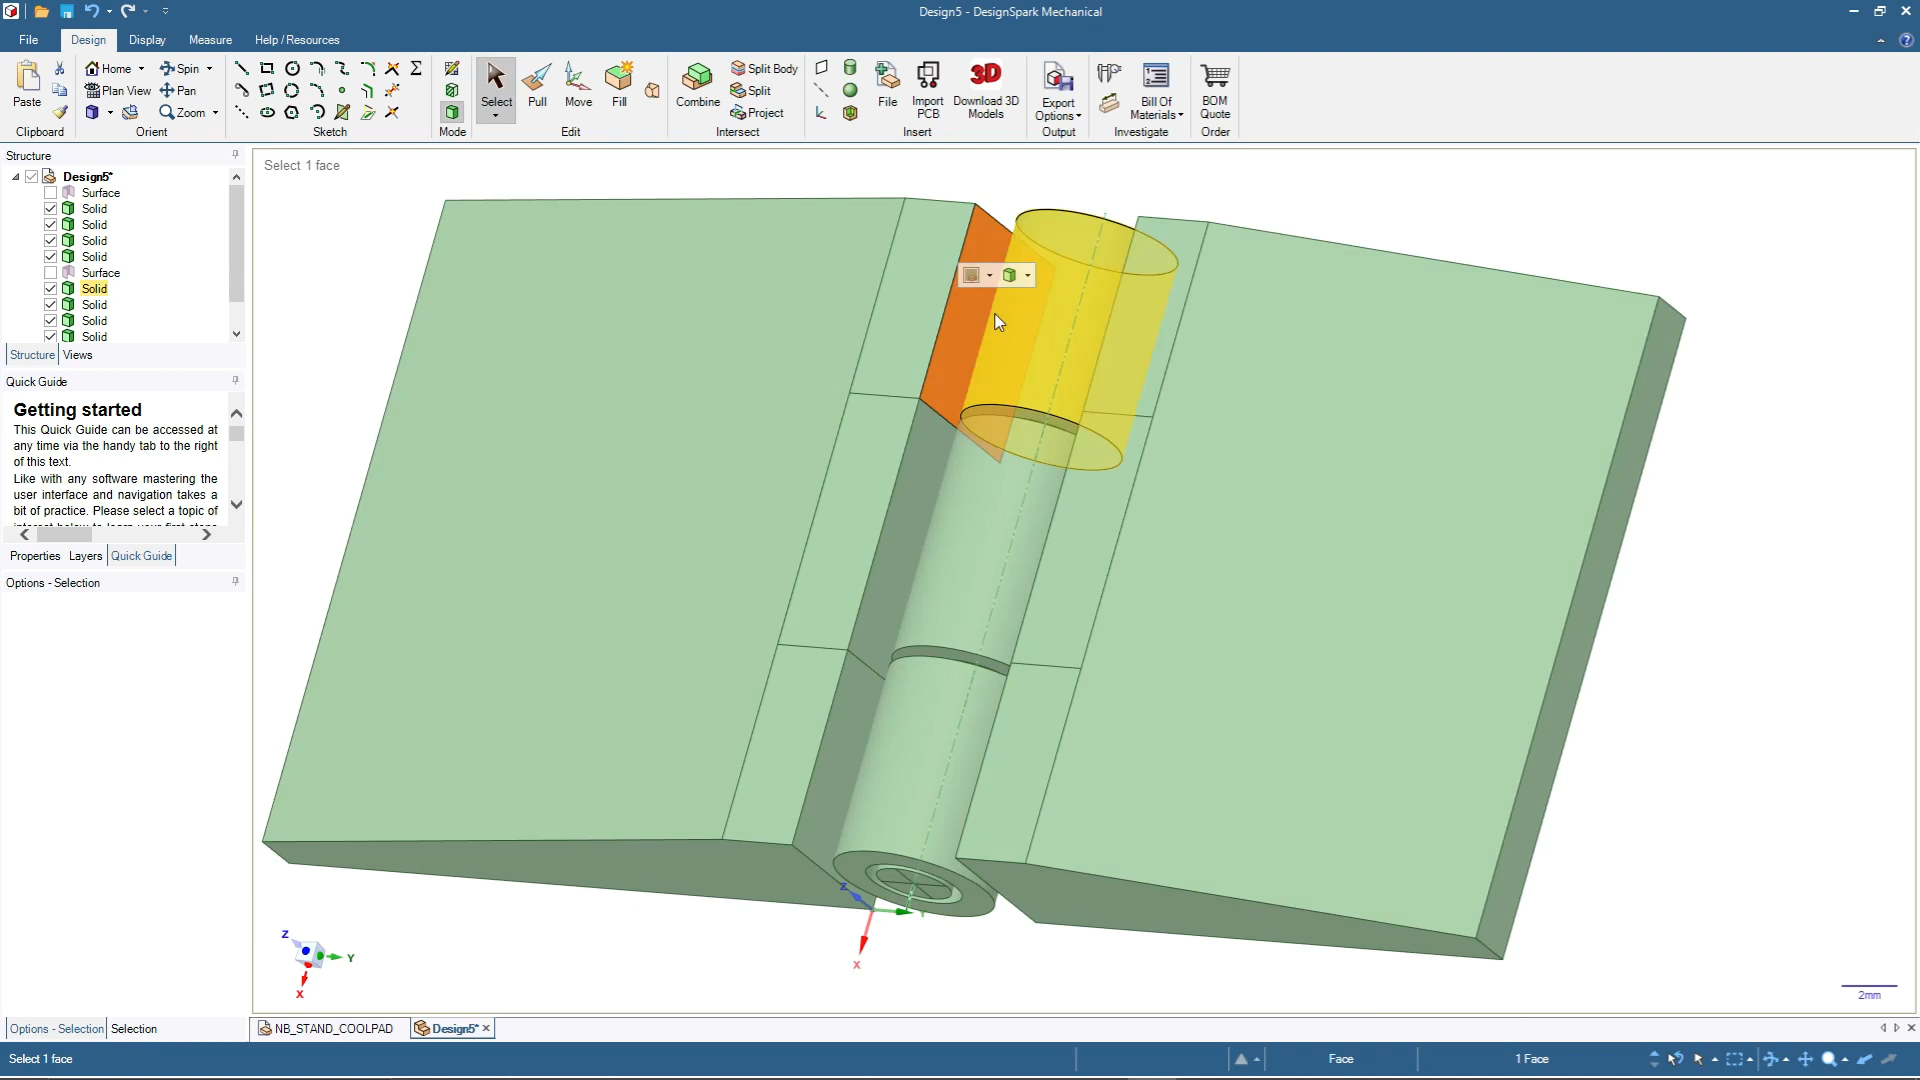 Design5 - DesignSpark Mechanical
File Design Display Measure Help / Resources
Paste
Home
Plan View
Spin
Pan
Zoom
Select
Pull
Move
Fill
Combine
Split Body
Split
Project
File
Import
PCB
3D
Download 3D
Models
Export
Options
Bill Of
Materials
BOM
Quote
Clipboard Orient Sketch Mode Edit Intersect Insert Output Investigate Order
Structure
Design5*
Surface
Solid
Solid
Solid
Solid
Surface
Solid
Solid
Solid
Solid
Structure Views
Quick Guide
Getting started
This Quick Guide can be accessed at
any time via the handy tab to the right
of this text.
Like with any software mastering the
user interface and navigation takes a
bit of practice. Please select a topic of
Properties Layers Quick Guide
Options - Selection
Select 1 face
Z
X
Z
Y
X
2mm
Options - Selection Selection
NB_STAND_COOLPAD Design5*
Select 1 face
Face
1 Face